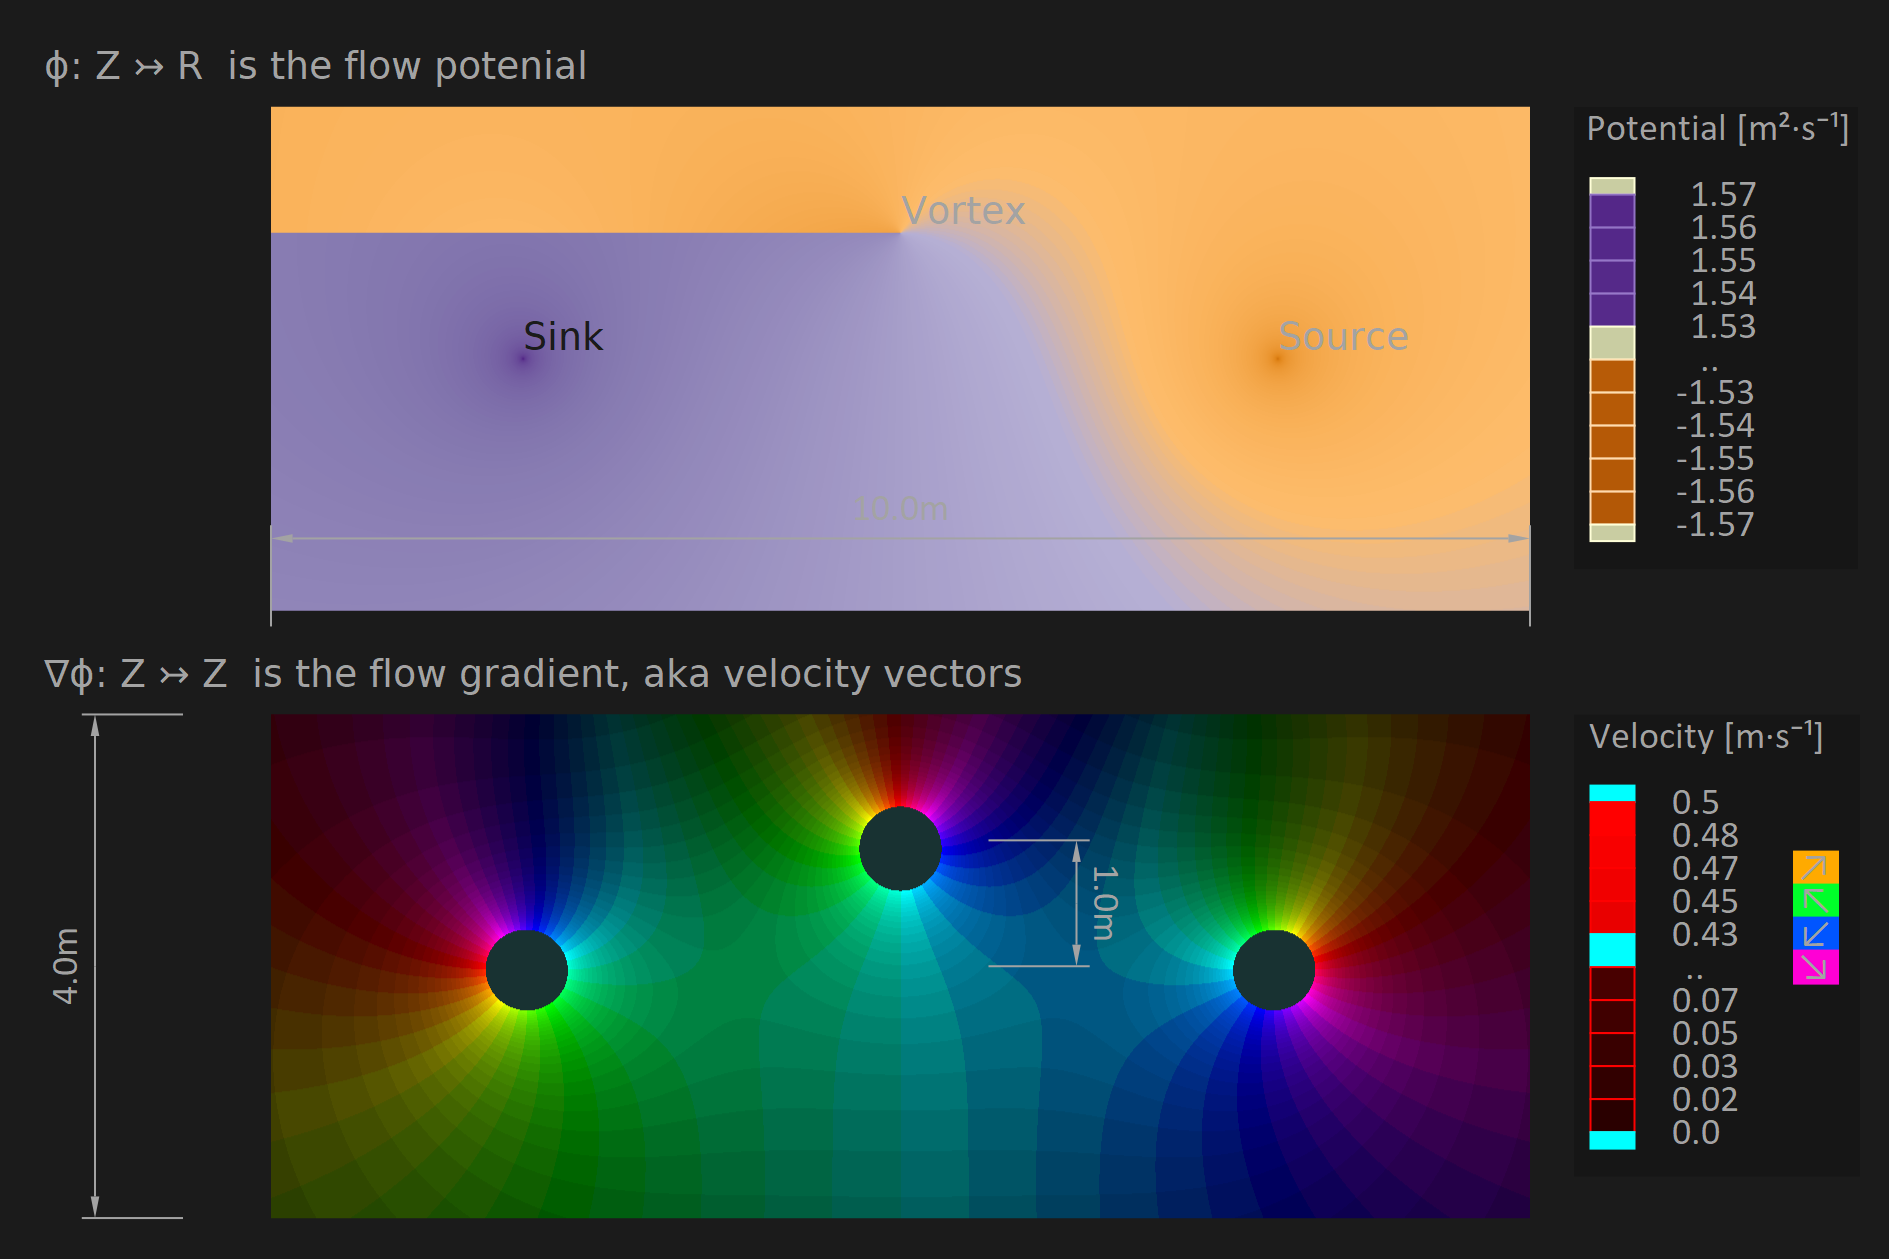 ϕ: Z ↣ R  is the flow potenial
Potential [m²·s⁻¹]
1.57
1.56
1.55
1.54
1.53
..
-1.53
-1.54
-1.55
-1.56
-1.57
Vortex
Sink
Source
10.0m
∇ϕ: Z ↣ Z  is the flow gradient, aka velocity vectors
4.0m
1.0m
Velocity [m·s⁻¹]
0.5
0.48
0.47
0.45
0.43
..
0.07
0.05
0.03
0.02
0.0